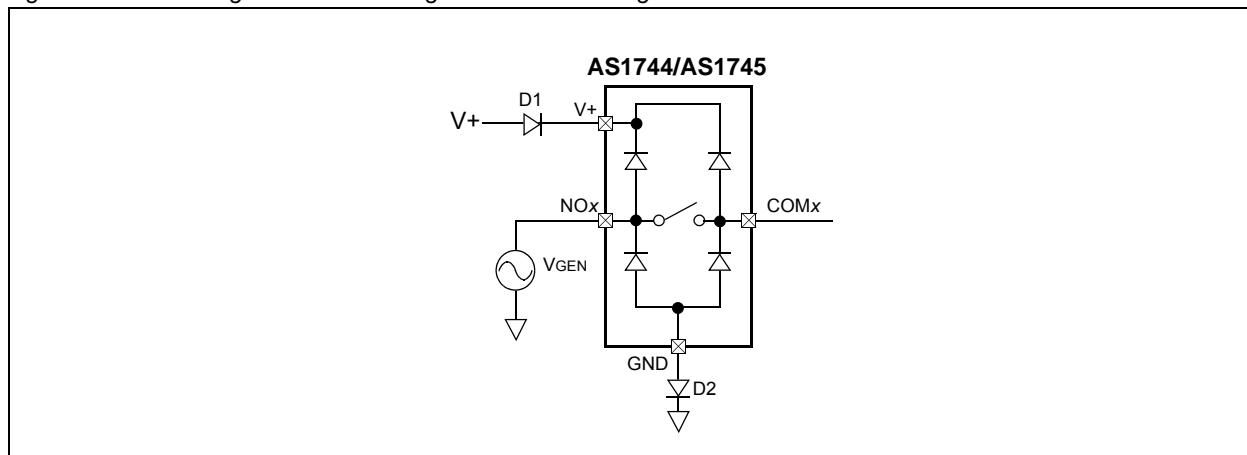 AS1744/AS1745
D1
V+
V+
NOx
COMx
VGEN
GND
D2